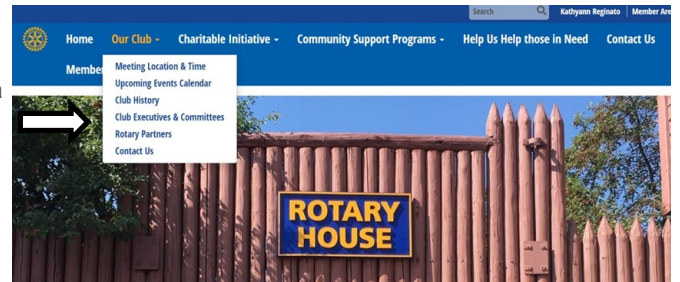 Search Kathyann Reginato Member Are
Home Our Club Charitable Initiative Community Support Programs Help Us Help those in Need Contact Us
Member
Meeting Location & Time
Upcoming Events Calendar
Club History
Club Executives & Committees
Rotary Partners
Contact Us
ROTARY
HOUSE